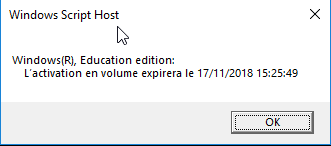 Windows Script Host
Windows(R), Education edition:
L'activation en volume expirera le 17/11/2018 15:25:49
OK